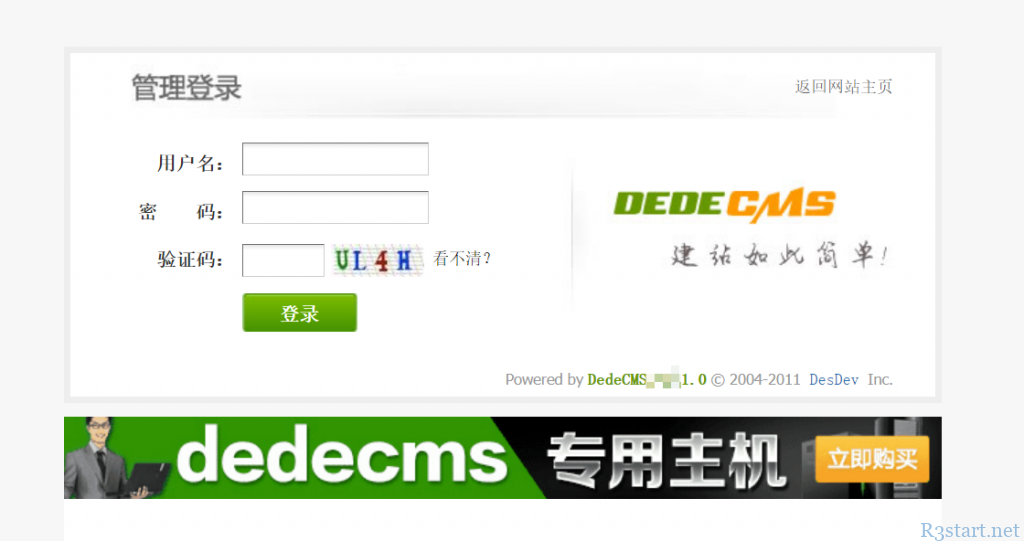 管理登录
返回网站主页
用户名：
密 码：
验证码：
UL4H
看不清？
登录
DEDECMS
建站如此简单！
Powered by DedeCMS 1.0 © 2004-2011 DesDev Inc.
dedecms
专用主机
立即购买
R3start.net